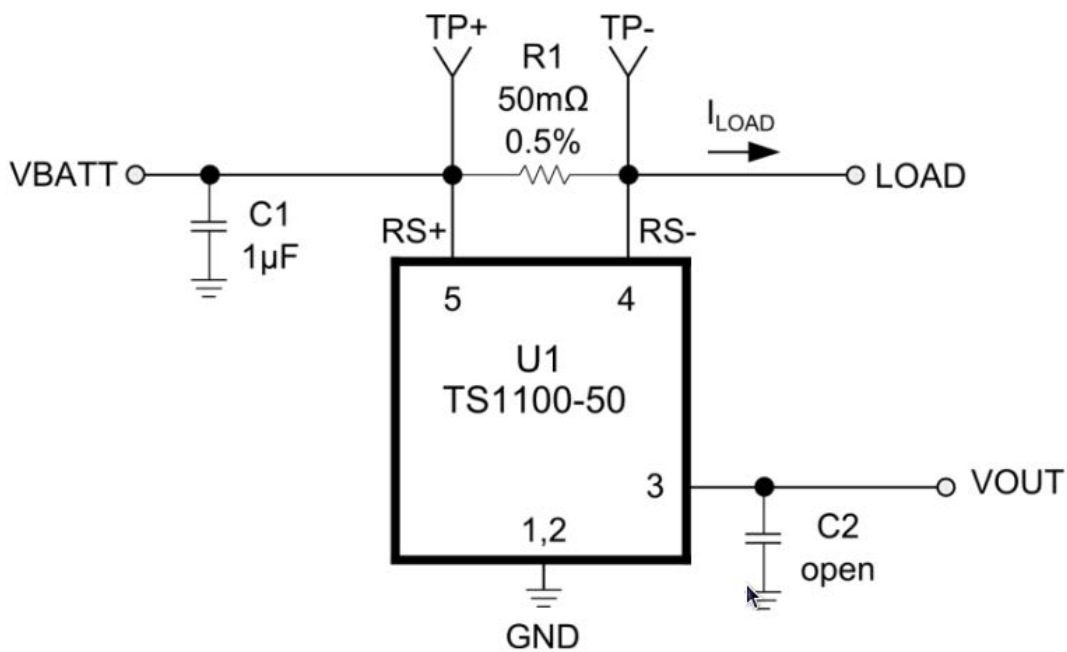 TP+
TP-
R1
50mΩ
0.5%
I LOAD
VBATT
LOAD
C1
1µF
RS+
RS-
5
4
U1
TS1100-50
3
VOUT
1,2
C2
open
GND